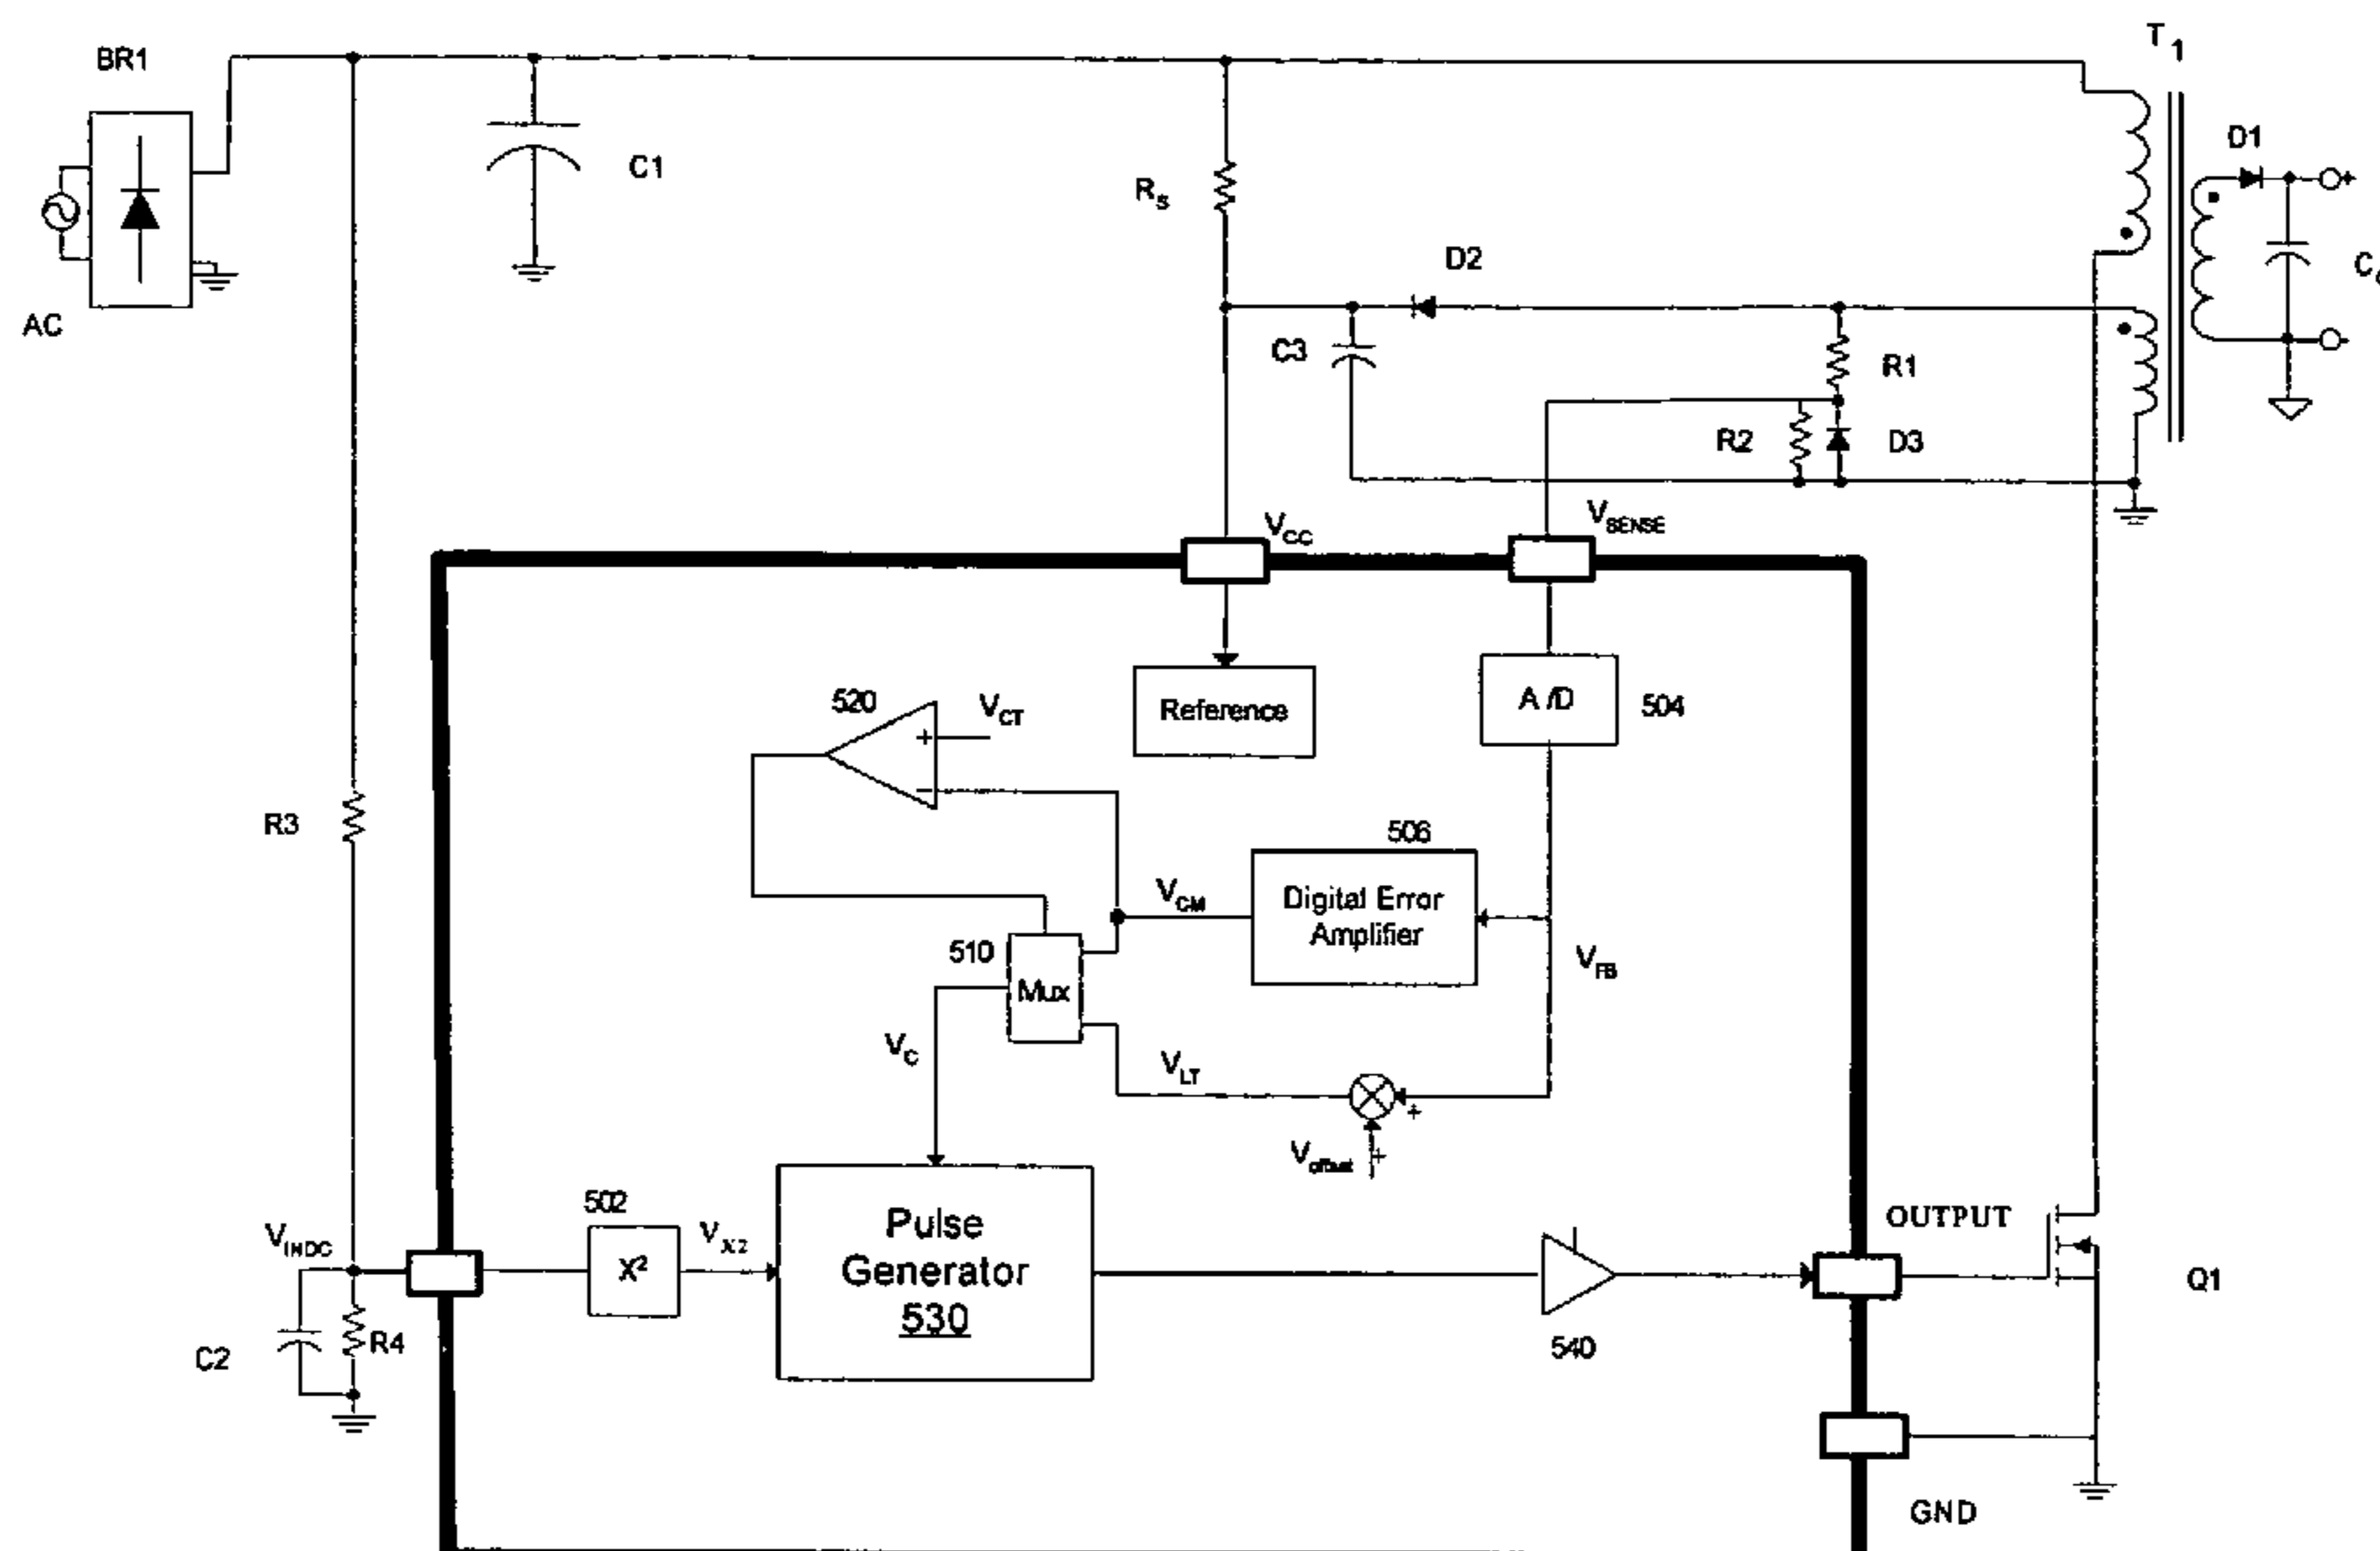 T1
BR1
D1
C1
RS
+
D2
AC
C3
R1
-
R2
D3
VCC
VSENSE
520
+
VCT
Reference
A/D
504
-
R3
506
VCM
Digital Error
Amplifier
510
VFB
Mux
VC
VLT
+
Voffset
+
502
OUTPUT
VINDC
VX2
Pulse
Generator
530
X²
Q1
C2
R4
540
GND